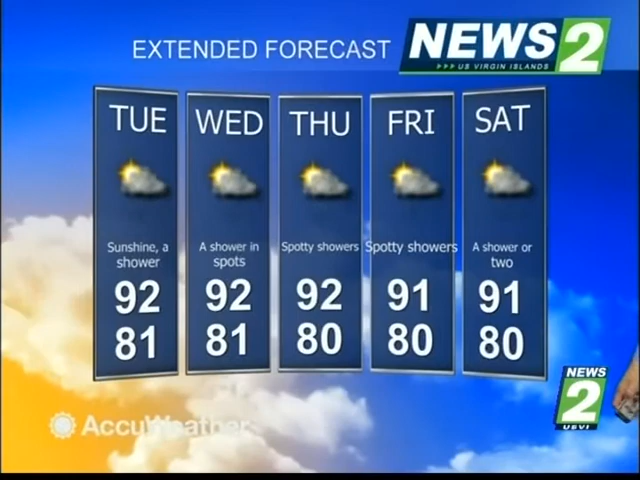 EXTENDED FORECAST
NEWS 2
▸▸▸ US VIRGIN ISLANDS
TUE
Sunshine, a
shower
92
81
WED
A shower in
spots
92
81
THU
Spotty showers
92
80
FRI
Spotty showers
91
80
SAT
A shower or
two
91
80
NEWS
2
USVI
AccuWeather